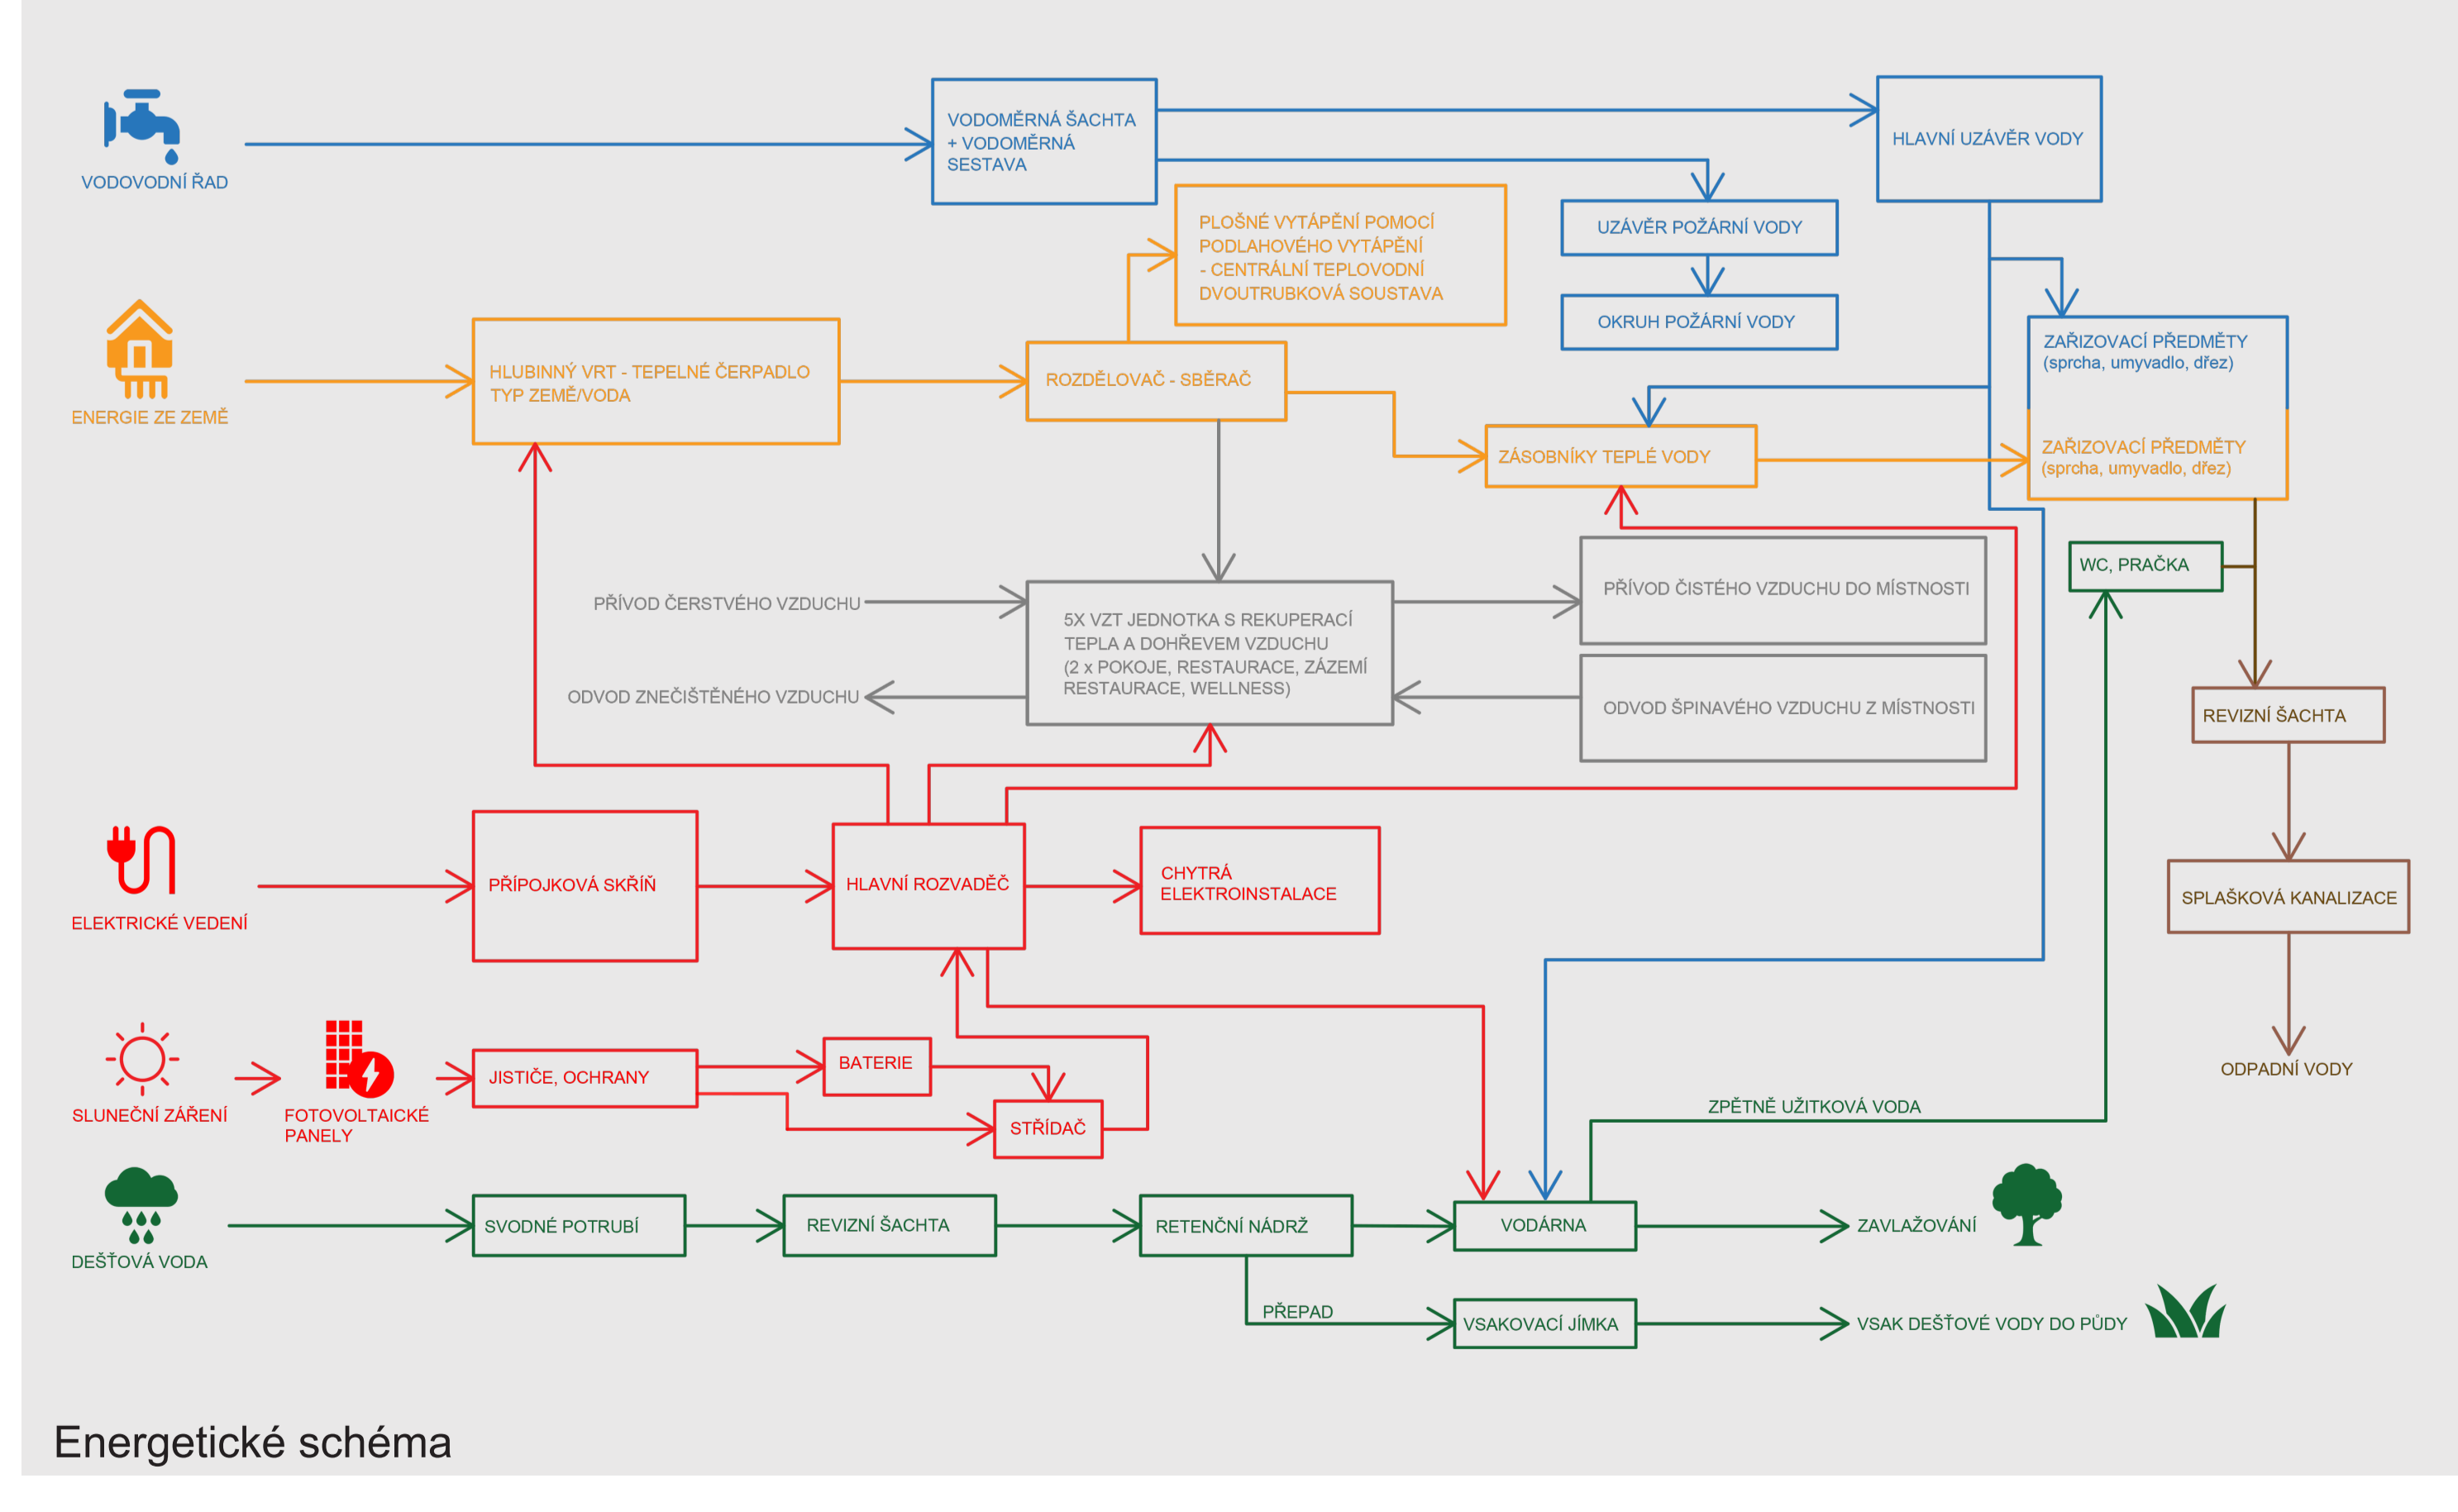 VODOVODNÍ ŘAD
VODOMĚRNÁ ŠACHTA
+ VODOMĚRNÁ
SESTAVA
HLAVNÍ UZÁVĚR VODY
UZÁVĚR POŽÁRNÍ VODY
OKRUH POŽÁRNÍ VODY
PLOŠNÉ VYTÁPĚNÍ POMOCÍ
PODLAHOVÉHO VYTÁPĚNÍ
- CENTRÁLNÍ TEPLOVODNÍ
DVOUTRUBKOVÁ SOUSTAVA
ENERGIE ZE ZEMĚ
HLUBINNÝ VRT - TEPELNÉ ČERPADLO
TYP ZEMĚ/VODA
ROZDĚLOVAČ - SBĚRAČ
ZÁSOBNÍKY TEPLÉ VODY
ZAŘIZOVACÍ PŘEDMĚTY
(sprcha, umyvadlo, dřez)
ZAŘIZOVACÍ PŘEDMĚTY
(sprcha, umyvadlo, dřez)
WC, PRAČKA
PŘÍVOD ČERSTVÉHO VZDUCHU
ODVOD ZNEČIŠTĚNÉHO VZDUCHU
5X VZT JEDNOTKA S REKUPERACÍ
TEPLA A DOHŘEVEM VZDUCHU
(2 x POKOJE, RESTAURACE, ZÁZEMÍ
RESTAURACE, WELLNESS)
PŘÍVOD ČISTÉHO VZDUCHU DO MÍSTNOSTI
ODVOD ŠPINAVÉHO VZDUCHU Z MÍSTNOSTI
REVIZNÍ ŠACHTA
SPLAŠKOVÁ KANALIZACE
ODPADNÍ VODY
ELEKTRICKÉ VEDENÍ
PŘÍPOJKOVÁ SKŘÍŇ
HLAVNÍ ROZVADĚČ
CHYTRÁ
ELEKTROINSTALACE
SLUNEČNÍ ZÁŘENÍ
FOTOVOLTAICKÉ
PANELY
JISTIČE, OCHRANY
BATERIE
STŘÍDAČ
ZPĚTNĚ UŽITKOVÁ VODA
DEŠŤOVÁ VODA
SVODNÉ POTRUBÍ
REVIZNÍ ŠACHTA
RETENČNÍ NÁDRŽ
VODÁRNA
ZAVLAŽOVÁNÍ
PŘEPAD
VSAKOVACÍ JÍMKA
VSAK DEŠŤOVÉ VODY DO PŮDY
Energetické schéma